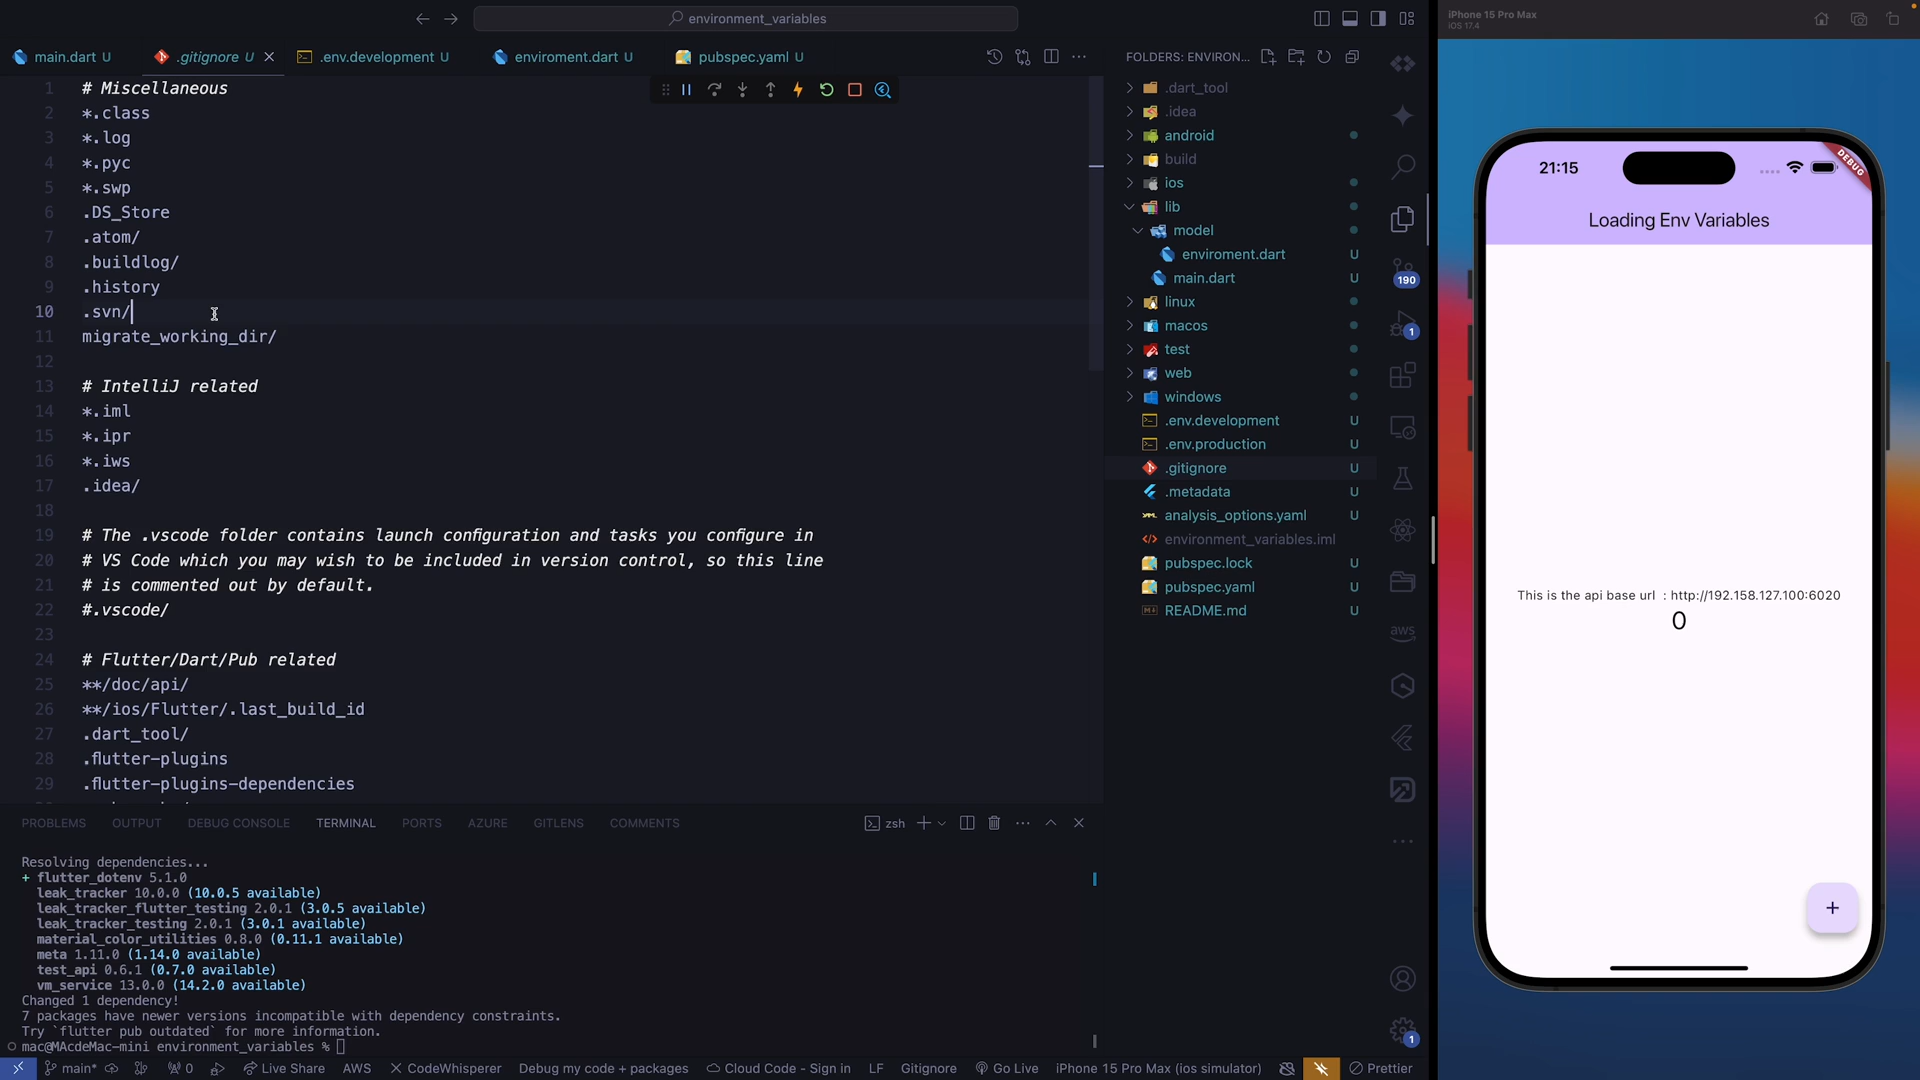 environment_variables
main.dart U
.gitignore U
.env.development U
enviroment.dart U
pubspec.yaml U
1 # Miscellaneous
2 *.class
3 *.log
4 *.pyc
5 *.swp
6 .DS_Store
7 .atom/
8 .buildlog/
9 .history
10 .svn/
11 migrate_working_dir/
12
13 # IntelliJ related
14 *.iml
15 *.ipr
16 *.iws
17 .idea/
18
19 # The .vscode folder contains launch configuration and tasks you configure in
20 # VS Code which you may wish to be included in version control, so this line
21 # is commented out by default.
22 #.vscode/
23
24 # Flutter/Dart/Pub related
25 **/doc/api/
26 **/ios/Flutter/.last_build_id
27 .dart_tool/
28 .flutter-plugins
29 .flutter-plugins-dependencies
PROBLEMS OUTPUT DEBUG CONSOLE TERMINAL PORTS AZURE GITLENS COMMENTS
zsh
Resolving dependencies...
+ flutter_dotenv 5.1.0
leak_tracker 10.0.0 (10.0.5 available)
leak_tracker_flutter_testing 2.0.1 (3.0.5 available)
leak_tracker_testing 2.0.1 (3.0.1 available)
material_color_utilities 0.8.0 (0.11.1 available)
meta 1.11.0 (1.14.0 available)
test_api 0.6.1 (0.7.0 available)
vm_service 13.0.0 (14.2.0 available)
Changed 1 dependency!
7 packages have newer versions incompatible with dependency constraints.
Try `flutter pub outdated` for more information.
mac@MAcdeMac-mini environment_variables %
FOLDERS: ENVIRON...
.dart_tool
.idea
android
build
ios
lib
model
enviroment.dart U
main.dart U
linux
macos
test
web
windows
.env.development U
.env.production U
.gitignore U
.metadata U
analysis_options.yaml U
environment_variables.iml
pubspec.lock U
pubspec.yaml U
README.md U
190
1
aws
1
main* 0 Live Share AWS CodeWhisperer Debug my code + packages Cloud Code - Sign in LF Gitignore Go Live iPhone 15 Pro Max (ios simulator) Prettier
iPhone 15 Pro Max
iOS 17.4
21:15
DEBUG
Loading Env Variables
This is the api base url : http://192.158.127.100:6020
0
+